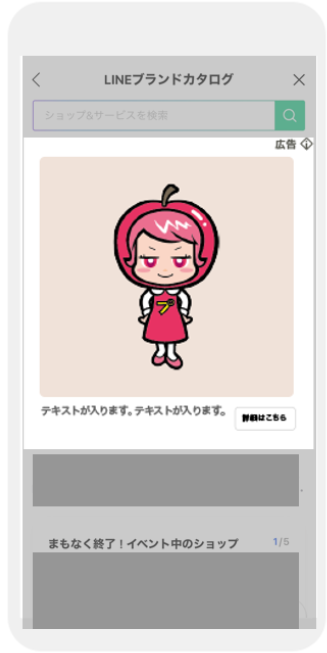 LINEブランドカタログ
ショップ&サービスを検索
広告
プ
テキストが入ります。テキストが入ります。
詳細はこちら
まもなく終了！イベント中のショップ
1/5